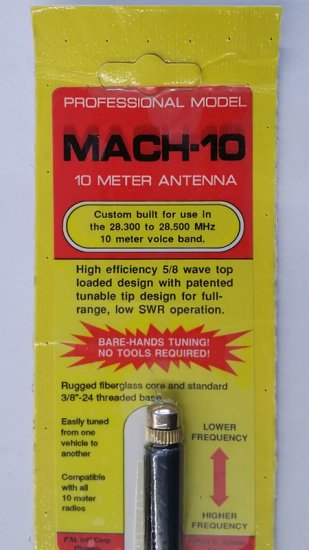 PROFESSIONAL MODEL
MACH-10
10 METER ANTENNA
Custom built for use in
the 28.300 to 28.500 MHz
10 meter voice band.
High efficiency 5/8 wave top
loaded design with patented
tunable tip design for full-
range, low SWR operation.
BARE-HANDS TUNING!
NO TOOLS REQUIRED!
Rugged fiberglass core and standard
3/8"-24 threaded base.
Easily tuned
from one
vehicle to
another
Compatible
with all
10 meter
radios
LOWER
FREQUENCY
HIGHER
FREQUENCY